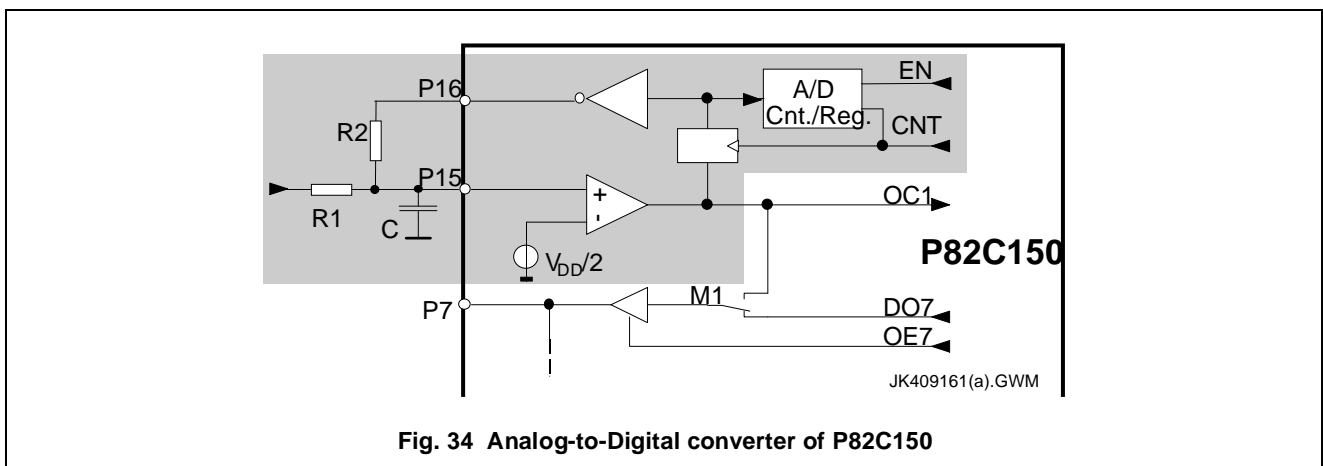 EN
P16
A/D
Cnt./Reg.
R2
CNT
P15
+
R1
OC1
C
-
P82C150
VDD/2
M1
P7
DO7
OE7
JK409161(a).GWM
Fig. 34 Analog-to-Digital converter of P82C150